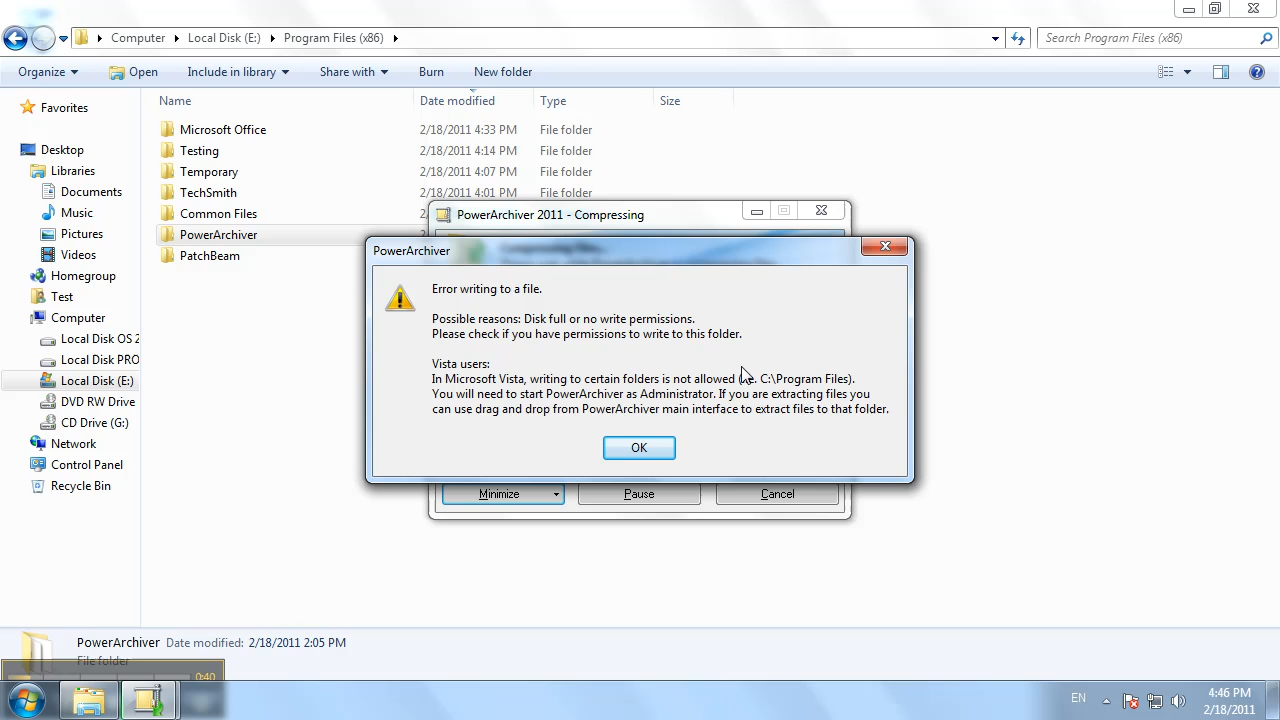 Computer Local Disk (E:) Program Files (x86)
Search Program Files (x86)
Organize Open Include in library Share with Burn New folder
Name Date modified Type Size
Favorites
Desktop
Libraries
Documents
Music
Pictures
Videos
Homegroup
Test
Computer
Local Disk OS 2
Local Disk PRO
Local Disk (E:)
DVD RW Drive
CD Drive (G:)
Network
Control Panel
Recycle Bin
Microsoft Office 2/18/2011 4:33 PM File folder
Testing 2/18/2011 4:14 PM File folder
Temporary 2/18/2011 4:07 PM File folder
TechSmith 2/18/2011 4:01 PM File folder
Common Files
PowerArchiver
PatchBeam
PowerArchiver 2011 - Compressing
PowerArchiver
Error writing to a file.
Possible reasons: Disk full or no write permissions.
Please check if you have permissions to write to this folder.
Vista users:
In Microsoft Vista, writing to certain folders is not allowed C:\Program Files).
You will need to start PowerArchiver as Administrator. If you are extracting files you
can use drag and drop from PowerArchiver main interface to extract files to that folder.
OK
Minimize Pause Cancel
PowerArchiver Date modified: 2/18/2011 2:05 PM
File folder
0:40
EN
4:46 PM
2/18/2011